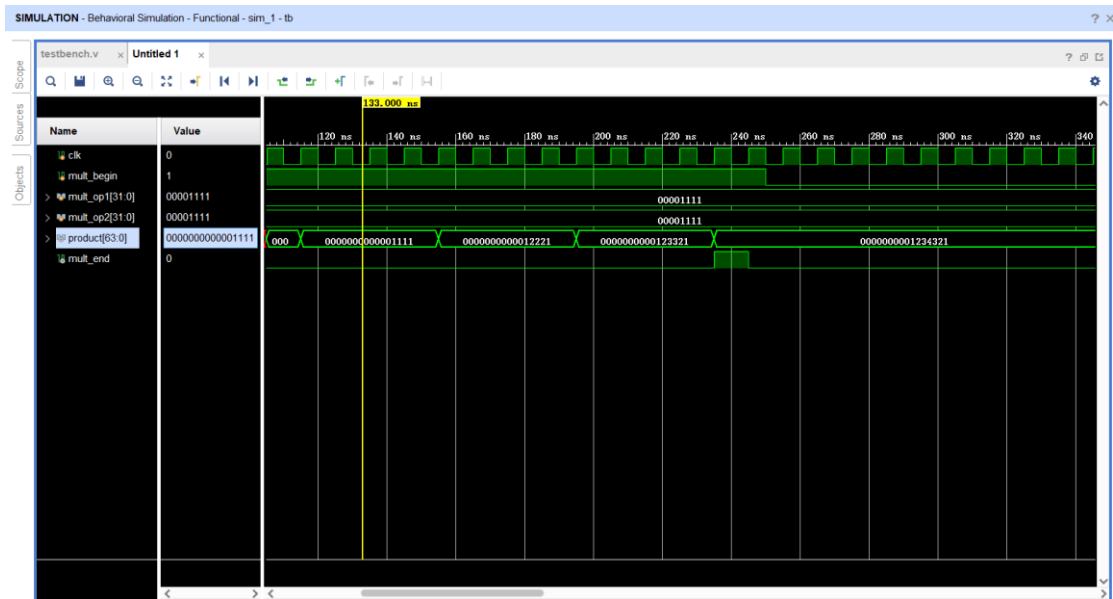 SIMULATION - Behavioral Simulation - Functional - sim_1 - tb
? ×
Scope
Sources
Objects
testbench.v × Untitled 1 ×
?
133.000 ns
Name Value
120 ns 140 ns 160 ns 180 ns 200 ns 220 ns 240 ns 260 ns 280 ns 300 ns 320 ns 340
clk 0
mult_begin 1
mult_op1[31:0] 00001111 00001111
mult_op2[31:0] 00001111 00001111
product[63:0] 0000000000001111 000 0000000000001111 0000000000012221 0000000000123321 0000000001234321
mult_end 0